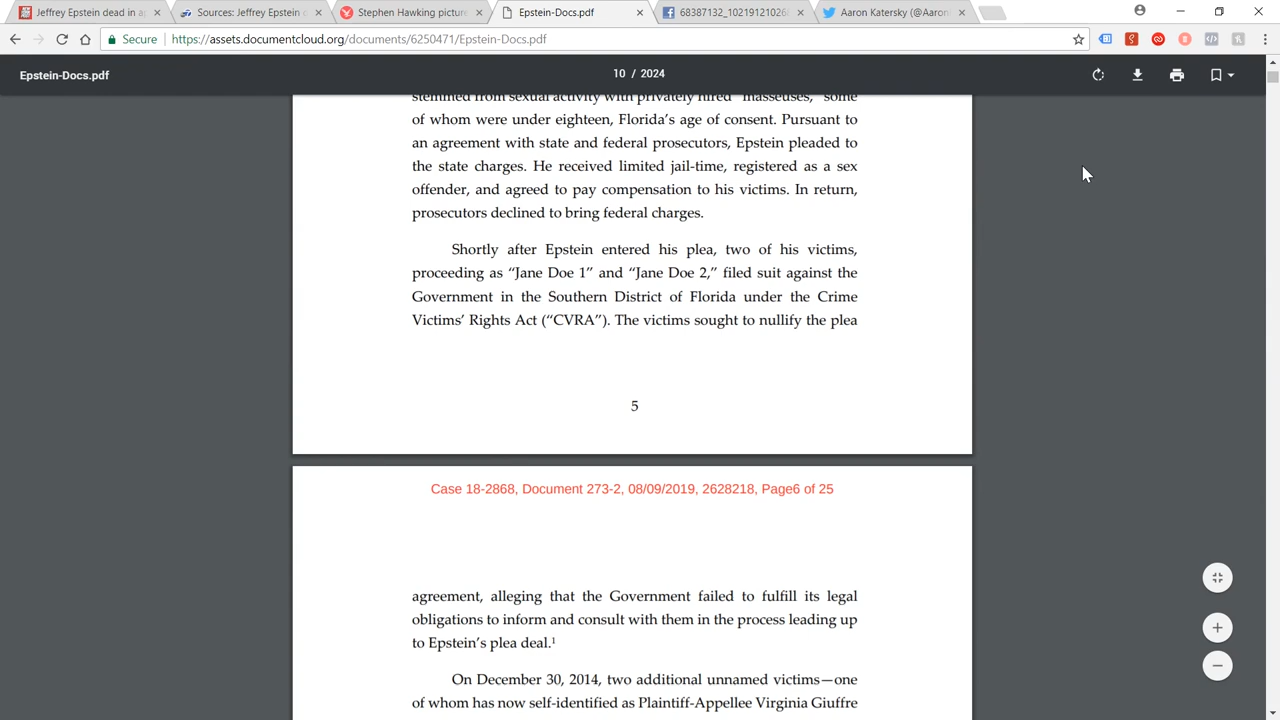 Jeffrey Epstein dead in ap
Sources: Jeffrey Epstein c
Stephen Hawking picture
Epstein-Docs.pdf
68387132_10219121026
Aaron Katersky (@Aaron
Secure https://assets.documentcloud.org/documents/6250471/Epstein-Docs.pdf
Epstein-Docs.pdf
10 / 2024
stemmed from sexual activity with privately hired “masseuses,” some
of whom were under eighteen, Florida’s age of consent. Pursuant to
an agreement with state and federal prosecutors, Epstein pleaded to
the state charges. He received limited jail-time, registered as a sex
offender, and agreed to pay compensation to his victims. In return,
prosecutors declined to bring federal charges.
Shortly after Epstein entered his plea, two of his victims,
proceeding as “Jane Doe 1” and “Jane Doe 2,” filed suit against the
Government in the Southern District of Florida under the Crime
Victims’ Rights Act (“CVRA”). The victims sought to nullify the plea
5
Case 18-2868, Document 273-2, 08/09/2019, 2628218, Page6 of 25
agreement, alleging that the Government failed to fulfill its legal
obligations to inform and consult with them in the process leading up
to Epstein’s plea deal.¹
On December 30, 2014, two additional unnamed victims—one
of whom has now self-identified as Plaintiff-Appellee Virginia Giuffre